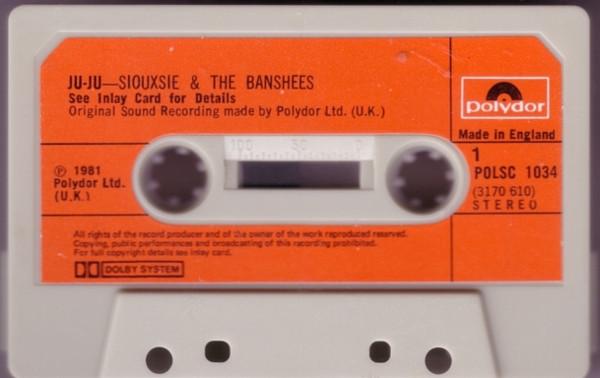 JU-JU—SIOUXSIE & THE BANSHEES
See Inlay Card for Details
Original Sound Recording made by Polydor Ltd. (U.K.)
polydor
Made in England
℗ 1981
Polydor Ltd.
(U.K.)
100 50 0
1
POLSC 1034
(3170 610)
STEREO
All rights of the record producer and of the owner of the work reproduced reserved.
Copying, public performances and broadcasting of this recording prohibited.
For full copyright details see inlay card.
DOLBY SYSTEM